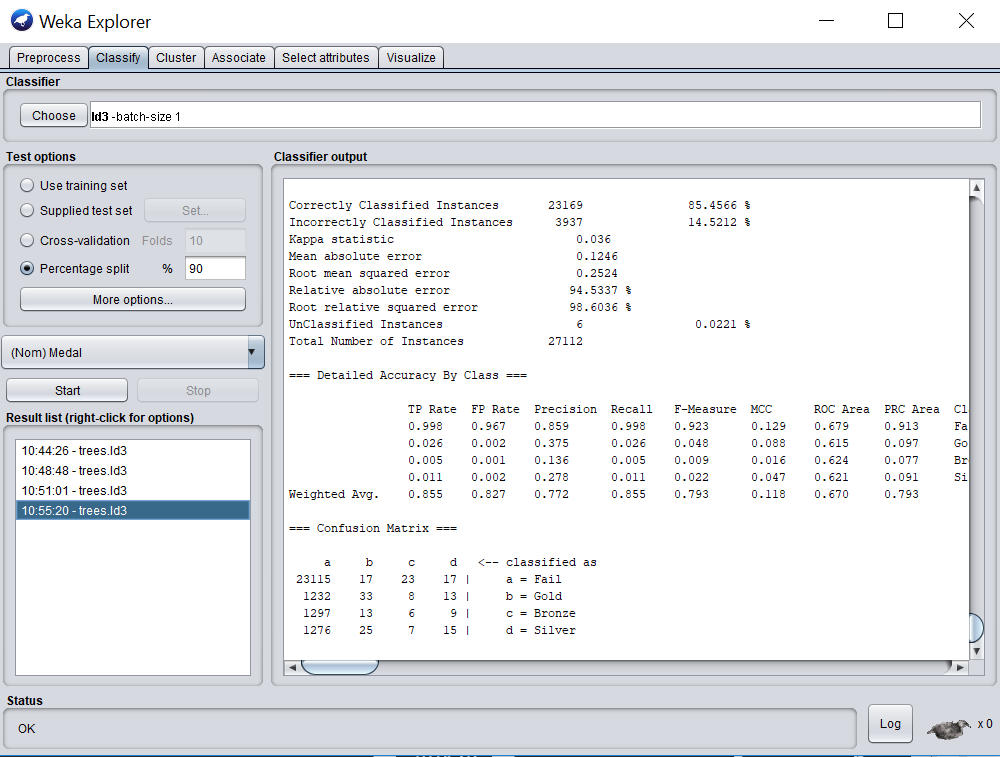 Weka Explorer
Preprocess Classify Cluster Associate Select attributes Visualize
Classifier
Choose Id3 -batch-size 1
Test options
Use training set
Supplied test set Set...
Cross-validation Folds 10
Percentage split % 90
More options...
(Nom) Medal
Start Stop
Result list (right-click for options)
10:44:26 - trees.Id3
10:48:48 - trees.Id3
10:51:01 - trees.Id3
10:55:20 - trees.Id3
Classifier output
Correctly Classified Instances 23169 85.4566 %
Incorrectly Classified Instances 3937 14.5212 %
Kappa statistic 0.036
Mean absolute error 0.1246
Root mean squared error 0.2524
Relative absolute error 94.5337 %
Root relative squared error 98.6036 %
UnClassified Instances 6 0.0221 %
Total Number of Instances 27112
=== Detailed Accuracy By Class ===
TP Rate FP Rate Precision Recall F-Measure MCC ROC Area PRC Area Cl
0.998 0.967 0.859 0.998 0.923 0.129 0.679 0.913 Fa
0.026 0.002 0.375 0.026 0.048 0.088 0.615 0.097 Go
0.005 0.001 0.136 0.005 0.009 0.016 0.624 0.077 Br
0.011 0.002 0.278 0.011 0.022 0.047 0.621 0.091 Si
Weighted Avg. 0.855 0.827 0.772 0.855 0.793 0.118 0.670 0.793
=== Confusion Matrix ===
a b c d <-- classified as
23115 17 23 17 | a = Fail
1232 33 8 13 | b = Gold
1297 13 6 9 | c = Bronze
1276 25 7 15 | d = Silver
Status
OK
Log x 0